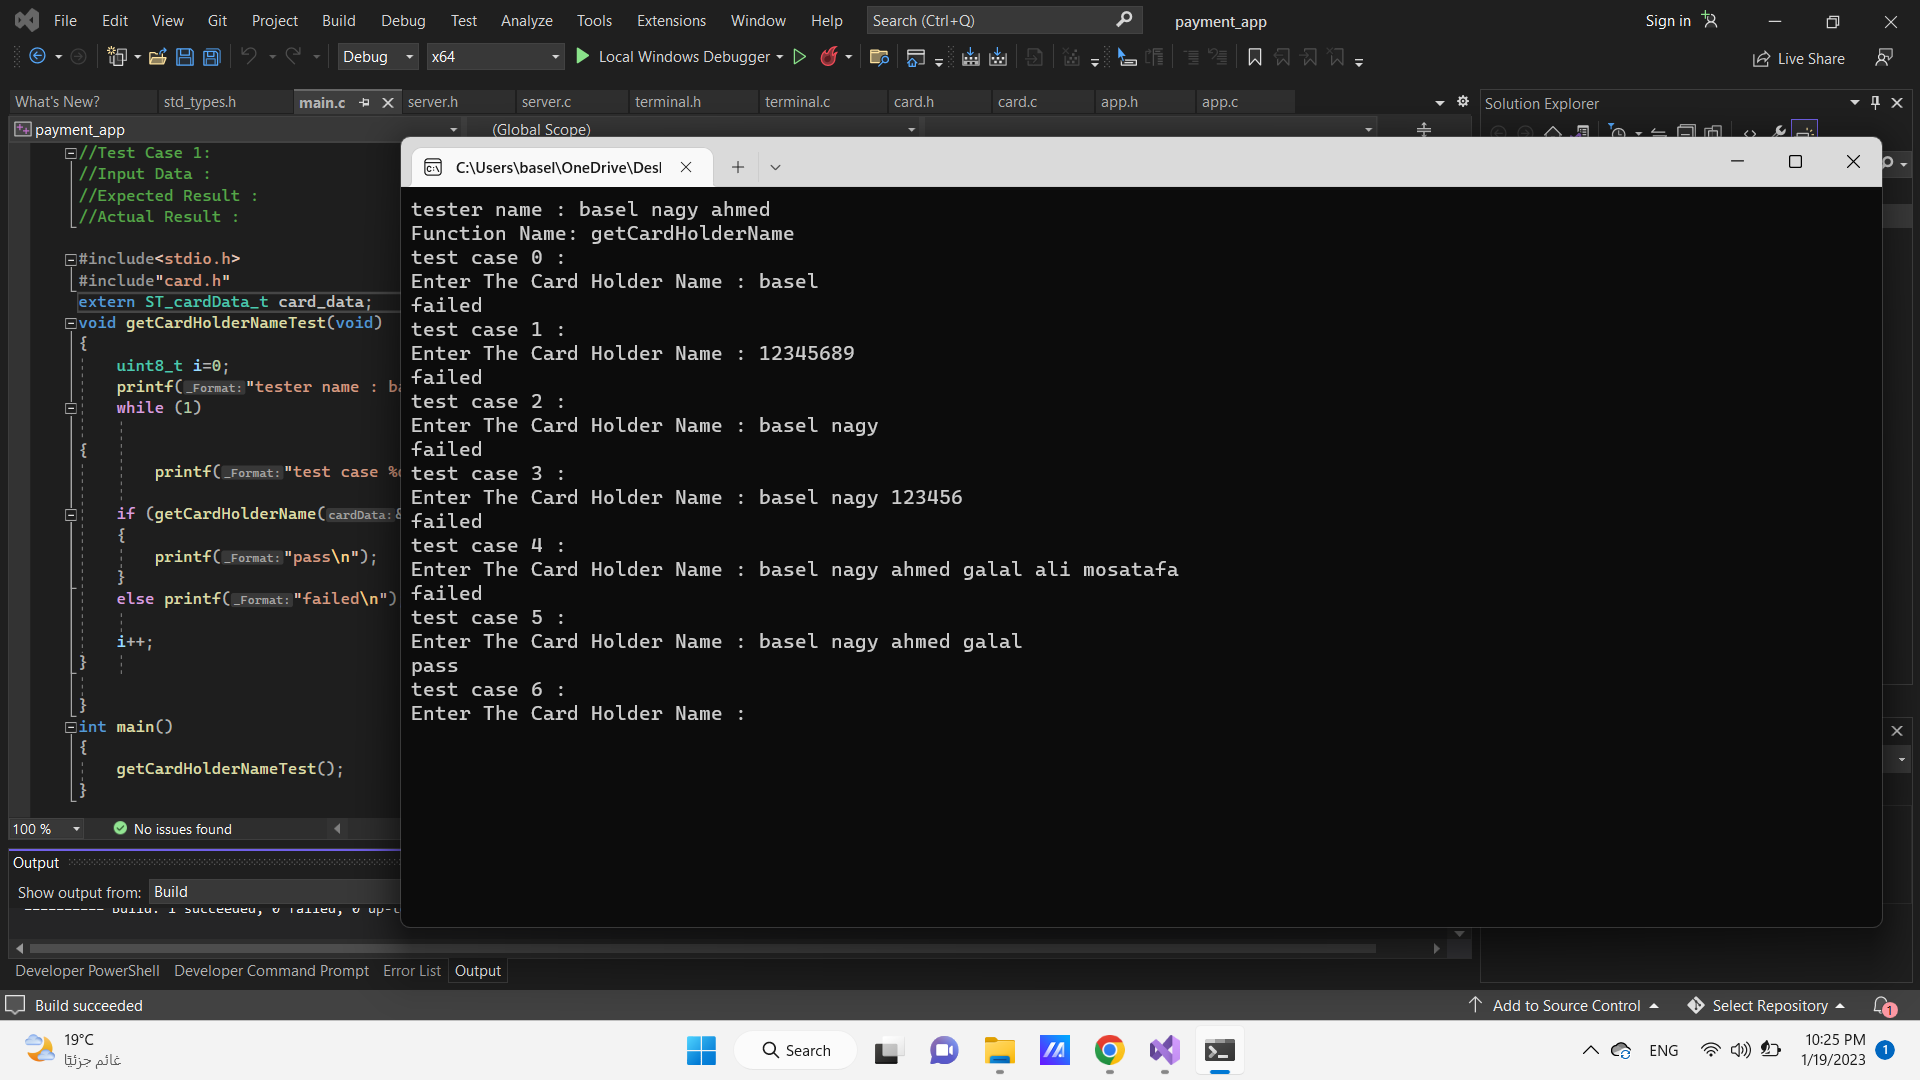 File Edit View Git Project Build Debug Test Analyze Tools Extensions Window Help Search (Ctrl+Q) payment_app Sign in
Debug x64 Local Windows Debugger Live Share
What's New? std_types.h main.c server.h server.c terminal.h terminal.c card.h card.c app.h app.c Solution Explorer
payment_app (Global Scope)
//Test Case 1:
//Input Data :
//Expected Result :
//Actual Result :
#include<stdio.h>
#include"card.h"
extern ST_cardData_t card_data;
void getCardHolderNameTest(void)
{
uint8_t i=0;
printf(_Format:"tester name : ba
while (1)
{
printf(_Format:"test case %
if (getCardHolderName(cardData:&
{
printf(_Format:"pass\n");
}
else printf(_Format:"failed\n")
i++;
}
}
int main()
{
getCardHolderNameTest();
}
100 % No issues found
Output
Show output from: Build
---------- Build: 1 succeeded, 0 failed, 0 up-t
Developer PowerShell Developer Command Prompt Error List Output
Build succeeded Add to Source Control Select Repository 1
C:\Users\basel\OneDrive\Desl
tester name : basel nagy ahmed
Function Name: getCardHolderName
test case 0 :
Enter The Card Holder Name : basel
failed
test case 1 :
Enter The Card Holder Name : 12345689
failed
test case 2 :
Enter The Card Holder Name : basel nagy
failed
test case 3 :
Enter The Card Holder Name : basel nagy 123456
failed
test case 4 :
Enter The Card Holder Name : basel nagy ahmed galal ali mosatafa
failed
test case 5 :
Enter The Card Holder Name : basel nagy ahmed galal
pass
test case 6 :
Enter The Card Holder Name :
19°C
غائم جزئيًا
Search
ENG
10:25 PM
1/19/2023
1